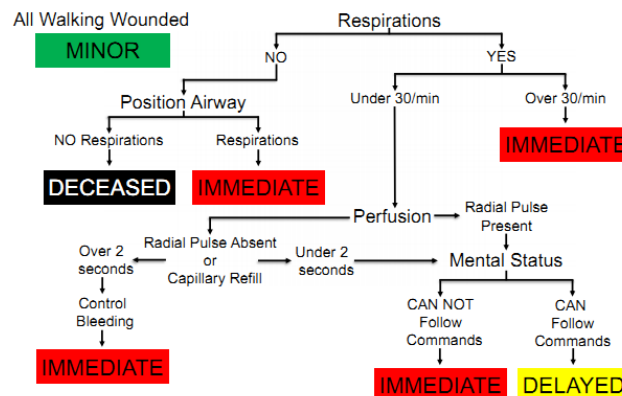 All Walking Wounded
MINOR
Respirations
NO
YES
Position Airway
Under 30/min
Over 30/min
NO Respirations
Respirations
IMMEDIATE
DECEASED
IMMEDIATE
Perfusion
Radial Pulse
Present
Over 2
seconds
Radial Pulse Absent
or
Capillary Refill
Under 2
seconds
Mental Status
Control
Bleeding
CAN NOT
Follow
Commands
CAN
Follow
Commands
IMMEDIATE
IMMEDIATE
DELAYED